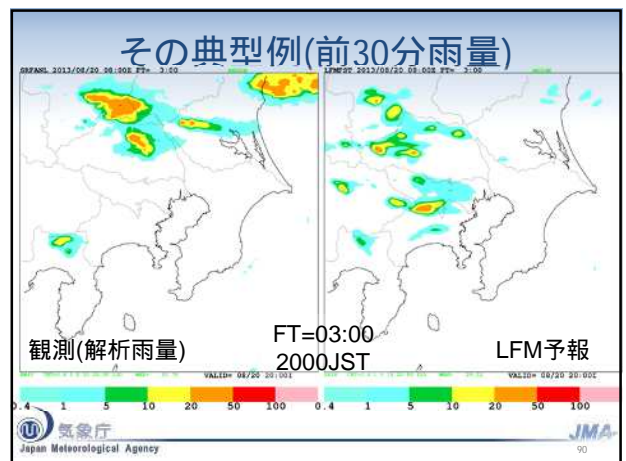 その典型例(前30分雨量)
SRFANL 2013/08/20 08:00Z FT= 3:00
LFMFST 2013/08/20 09:00Z FT= 3:00
観測(解析雨量)
FT=03:00
2000JST
LFM予報
VALID= 08/20 20:00I
VALID= 08/20 20:00I
0.4 1 5 10 20 50 100
0.4 1 5 10 20 50 100
気象庁
Japan Meteorological Agency
JMA
90